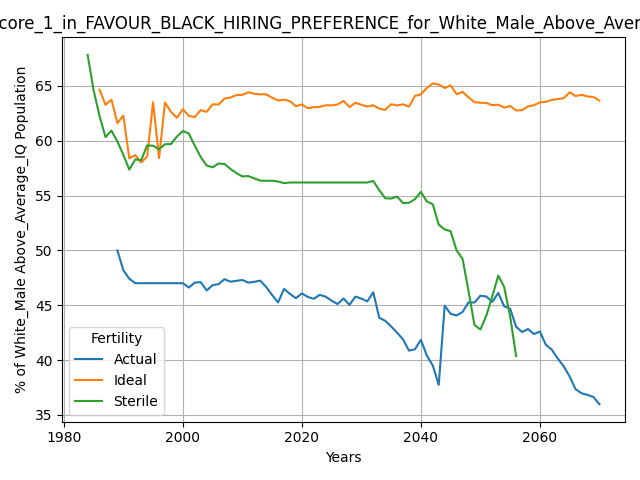 core_1_in_FAVOUR_BLACK_HIRING_PREFERENCE_for_White_Male_Above_Aver
% of White_Male Above_Average_IQ Population
65
60
55
50
45
40
35
Fertility
Actual
Ideal
Sterile
1980
2000
2020
2040
2060
Years